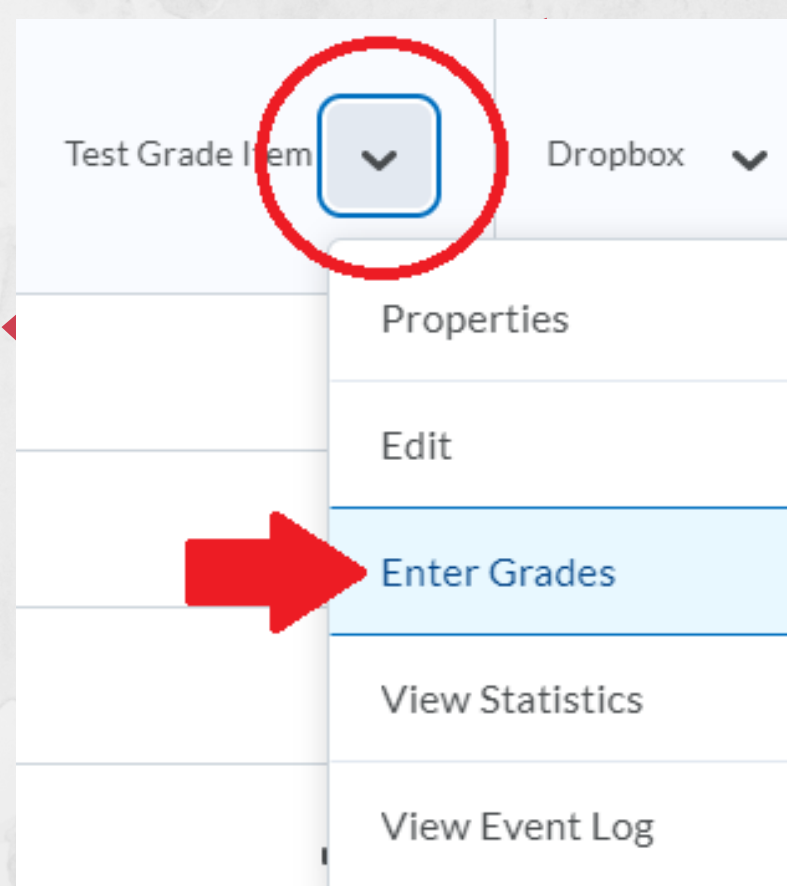 Test Grade Item
Dropbox
Properties
Edit
Enter Grades
View Statistics
View Event Log